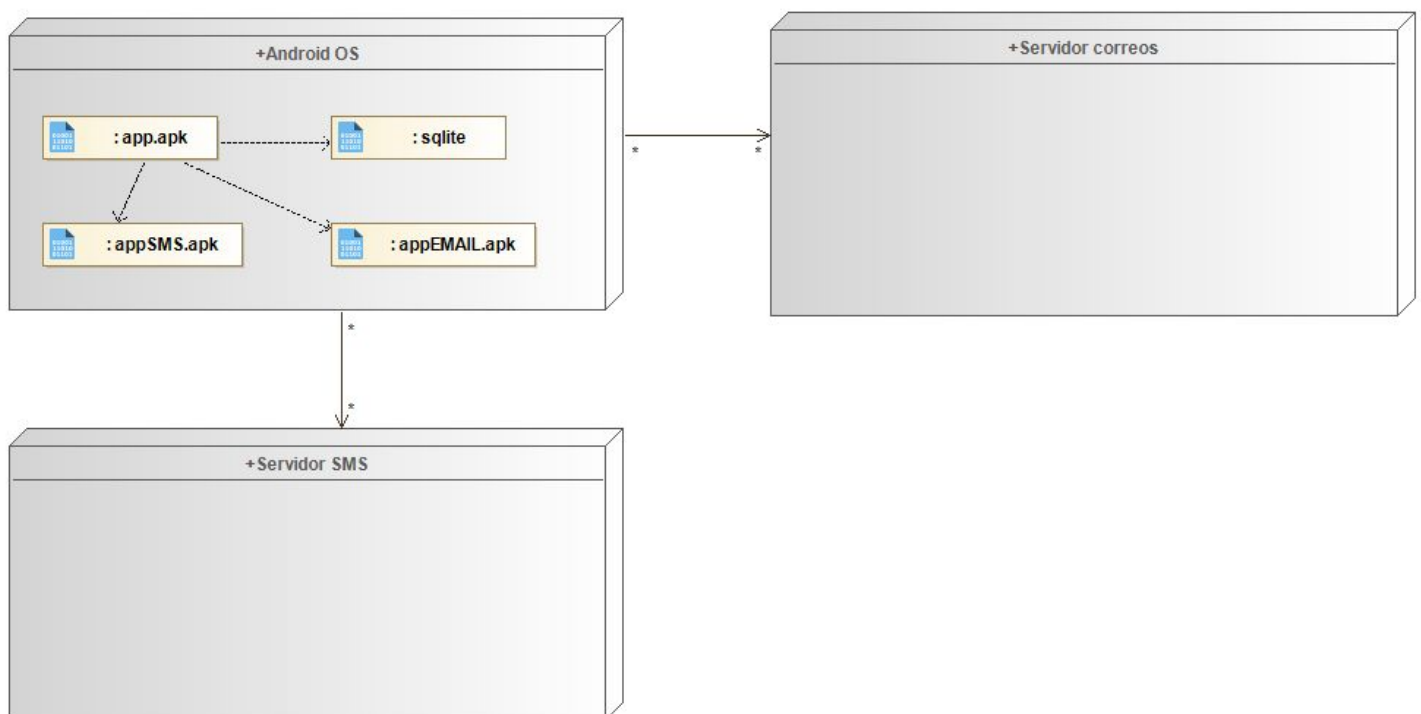 +Android OS
: app.apk
: sqlite
: appSMS.apk
: appEMAIL.apk
+Servidor correos
*
*
*
*
+Servidor SMS